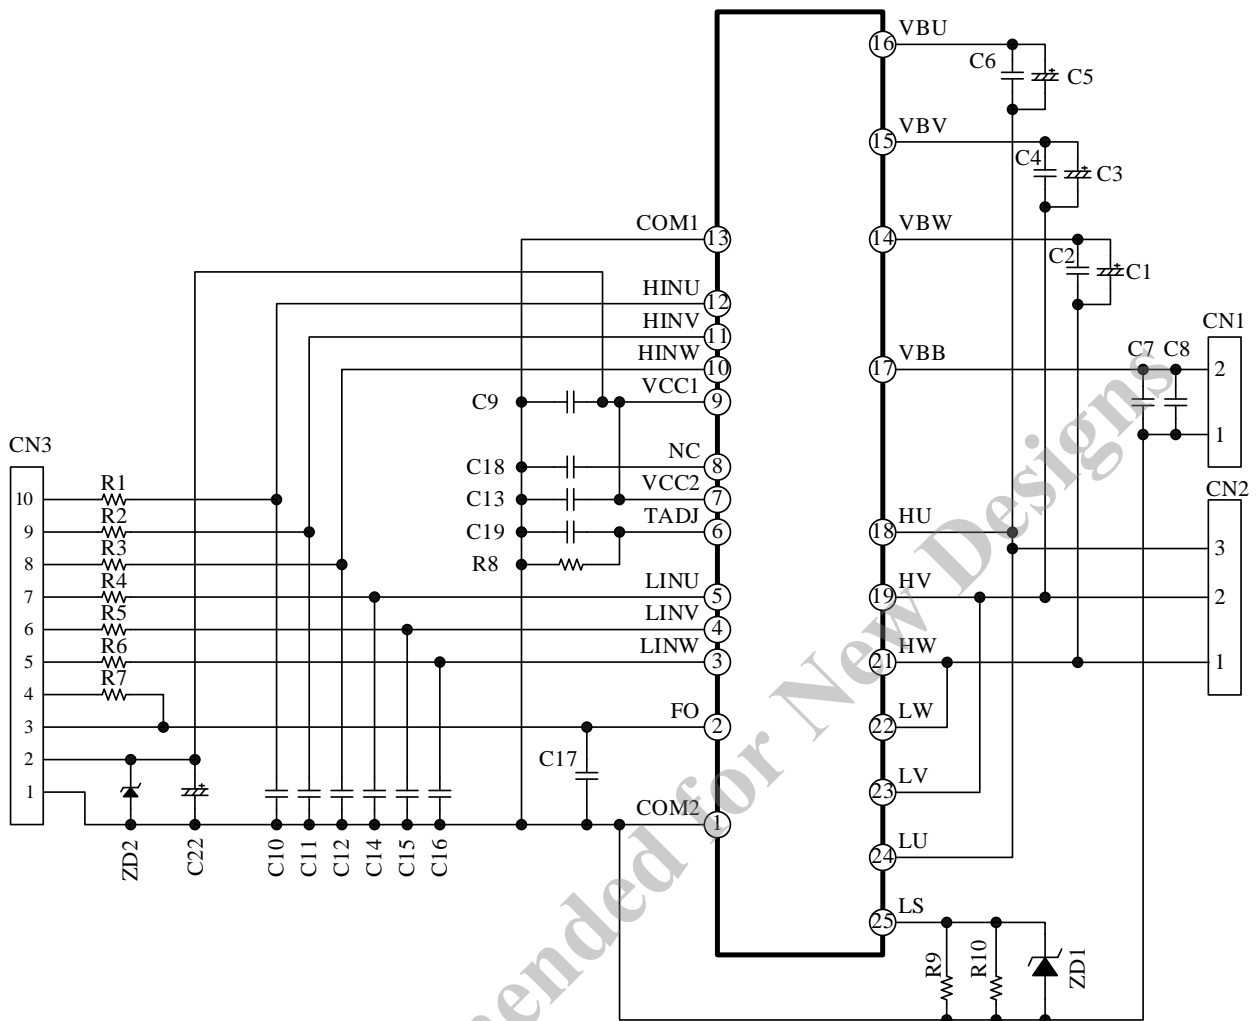 VBU
16
C6
C5
VBV
15
C4
C3
COM1
13
VBW
14
C2
C1
HINU
12
HINV
11
HINW
10
VBB
17
C7
C8
CN1
2
1
VCC1
9
C9
NC
8
C18
VCC2
7
C13
TADJ
6
C19
R8
CN3
10
R1
9
R2
8
R3
7
R4
6
R5
5
R6
4
R7
3
2
1
LINU
5
LINV
4
LINW
3
FO
2
C17
COM2
1
HU
18
HV
19
HW
21
LW
22
LV
23
LU
24
LS
25
CN2
3
2
1
ZD2
C22
C10
C11
C12
C14
C15
C16
R9
R10
ZD1
ended for New Designs